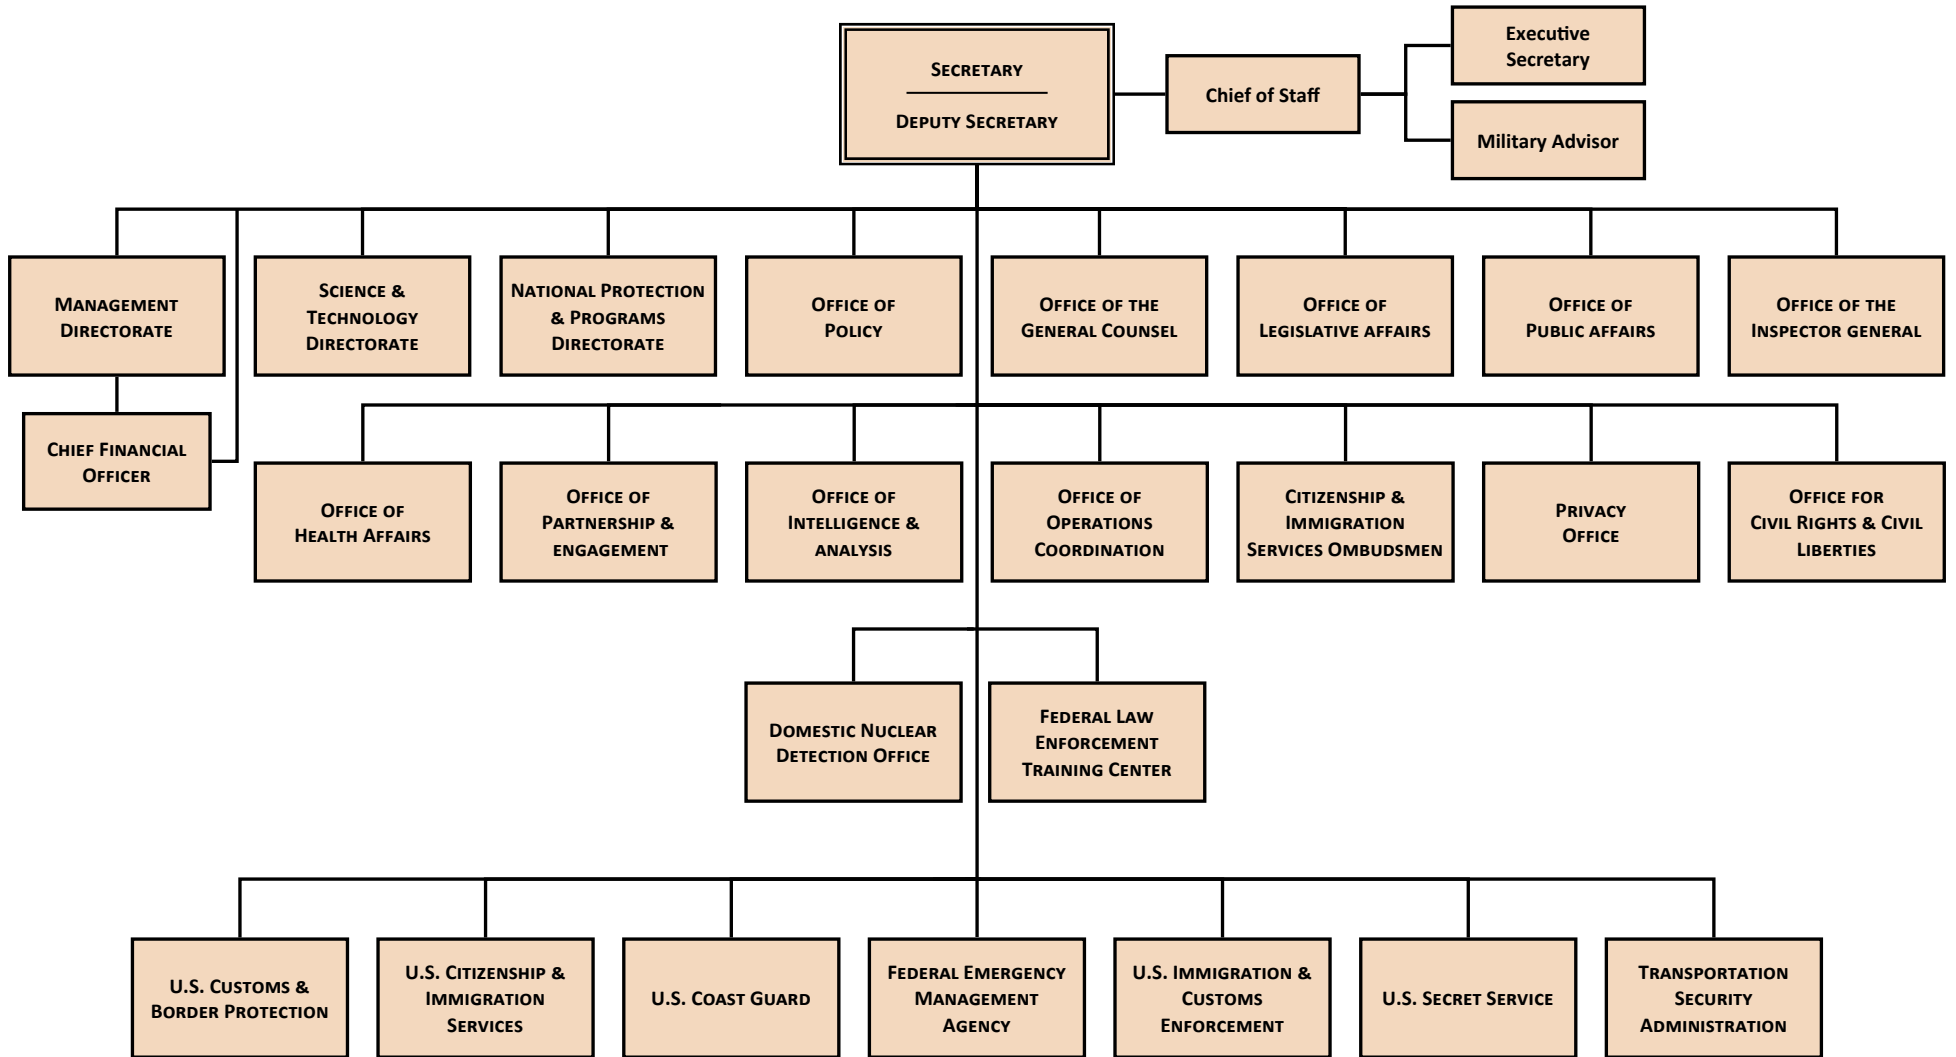 Executive
Secretary
SECRETARY
DEPUTY SECRETARY
Chief of Staff
Military Advisor
MANAGEMENT
DIRECTORATE
SCIENCE &
TECHNOLOGY
DIRECTORATE
NATIONAL PROTECTION
& PROGRAMS
DIRECTORATE
OFFICE OF
POLICY
OFFICE OF THE
GENERAL COUNSEL
OFFICE OF
LEGISLATIVE AFFAIRS
OFFICE OF
PUBLIC AFFAIRS
OFFICE OF THE
INSPECTOR GENERAL
CHIEF FINANCIAL
OFFICER
OFFICE OF
HEALTH AFFAIRS
OFFICE OF
PARTNERSHIP &
ENGAGEMENT
OFFICE OF
INTELLIGENCE &
ANALYSIS
OFFICE OF
OPERATIONS
COORDINATION
CITIZENSHIP &
IMMIGRATION
SERVICES OMBUDSMEN
PRIVACY
OFFICE
OFFICE FOR
CIVIL RIGHTS & CIVIL
LIBERTIES
DOMESTIC NUCLEAR
DETECTION OFFICE
FEDERAL LAW
ENFORCEMENT
TRAINING CENTER
U.S. CUSTOMS &
BORDER PROTECTION
U.S. CITIZENSHIP &
IMMIGRATION
SERVICES
U.S. COAST GUARD
FEDERAL EMERGENCY
MANAGEMENT
AGENCY
U.S. IMMIGRATION &
CUSTOMS
ENFORCEMENT
U.S. SECRET SERVICE
TRANSPORTATION
SECURITY
ADMINISTRATION